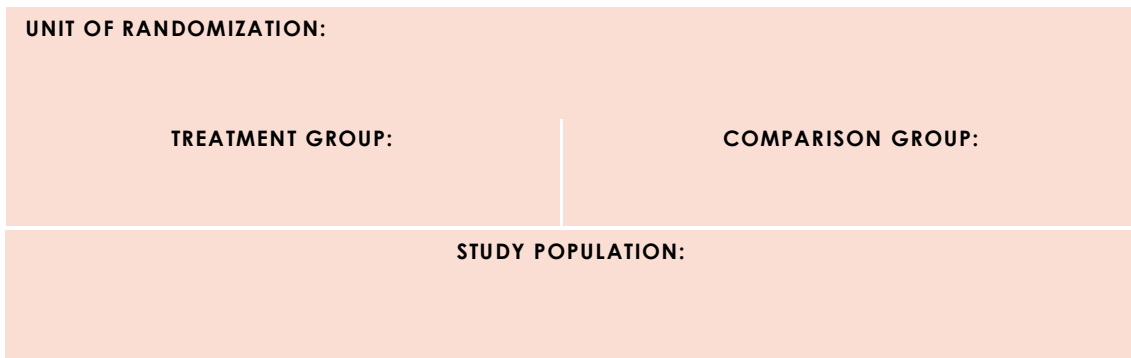 UNIT OF RANDOMIZATION:
TREATMENT GROUP:
COMPARISON GROUP:
STUDY POPULATION: